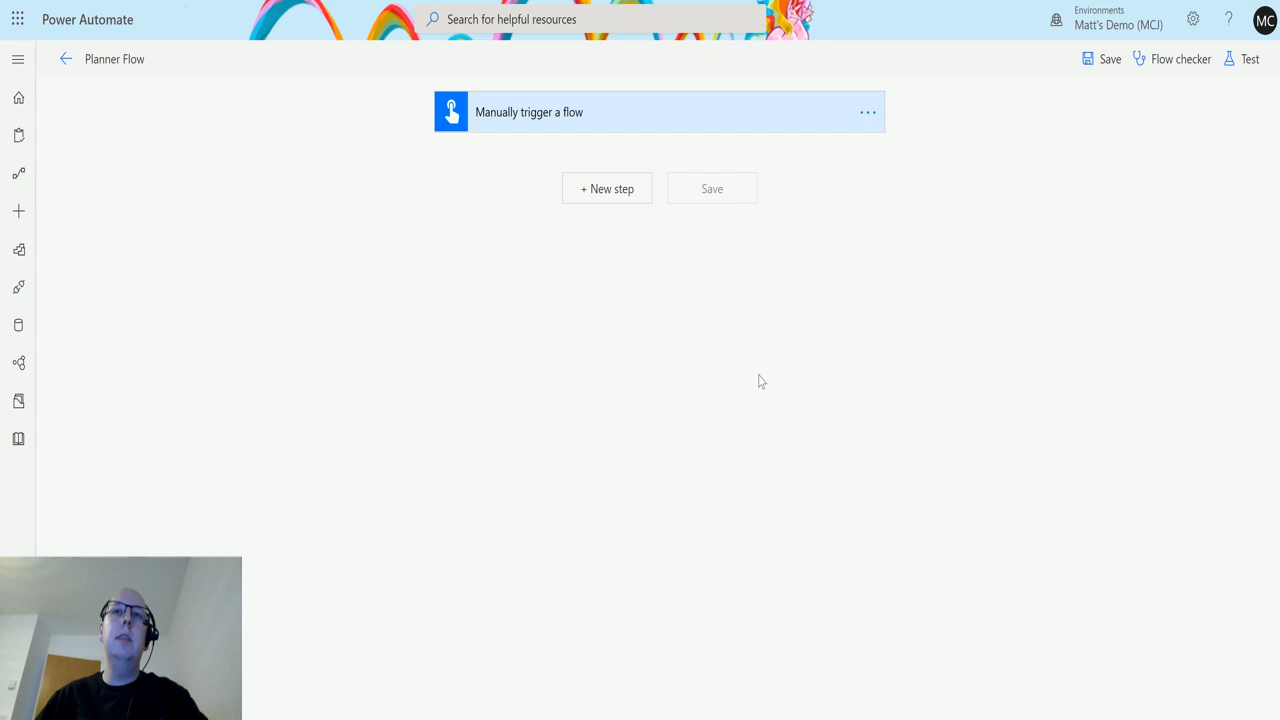 Power Automate
Search for helpful resources
Environments
Matt's Demo (MCJ)
MC
Planner Flow
Save
Flow checker
Test
Manually trigger a flow
+ New step
Save